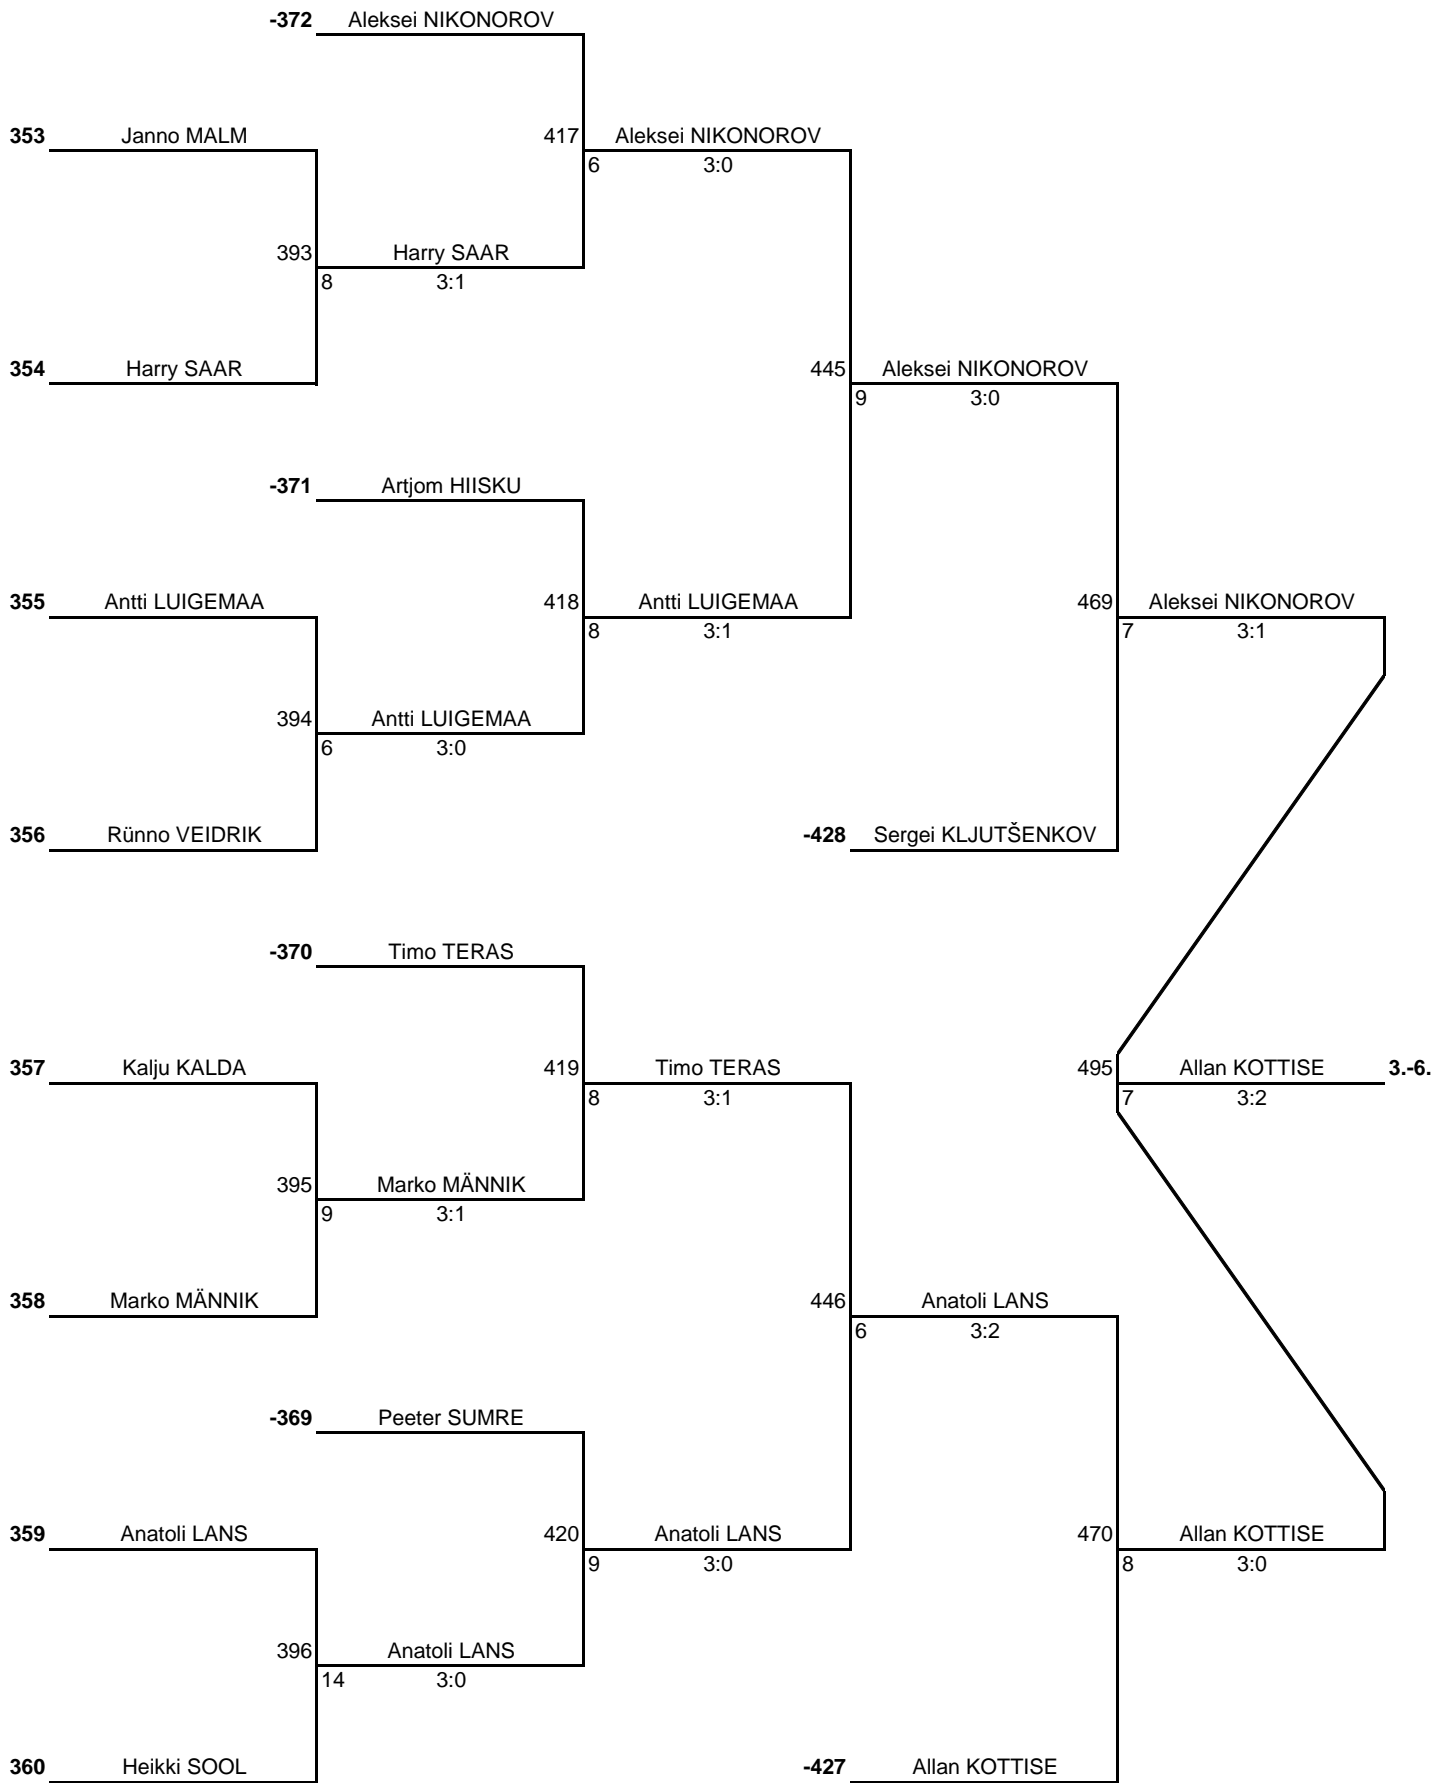 -372 Aleksei NIKONOROV
353 Janno MALM 417 Aleksei NIKONOROV
6 3:0
393 Harry SAAR
8 3:1
354 Harry SAAR 445 Aleksei NIKONOROV
9 3:0
-371 Artjom HIISKU
355 Antti LUIGEMAA 418 Antti LUIGEMAA 469 Aleksei NIKONOROV
8 3:1 7 3:1
394 Antti LUIGEMAA
6 3:0
356 Rünno VEIDRIK -428 Sergei KLJUTŠENKOV
-370 Timo TERAS
357 Kalju KALDA 419 Timo TERAS 495 Allan KOTTISE 3.-6.
8 3:1 7 3:2
395 Marko MÄNNIK
9 3:1
358 Marko MÄNNIK 446 Anatoli LANS
6 3:2
-369 Peeter SUMRE
359 Anatoli LANS 420 Anatoli LANS 470 Allan KOTTISE
9 3:0 8 3:0
396 Anatoli LANS
14 3:0
360 Heikki SOOL -427 Allan KOTTISE